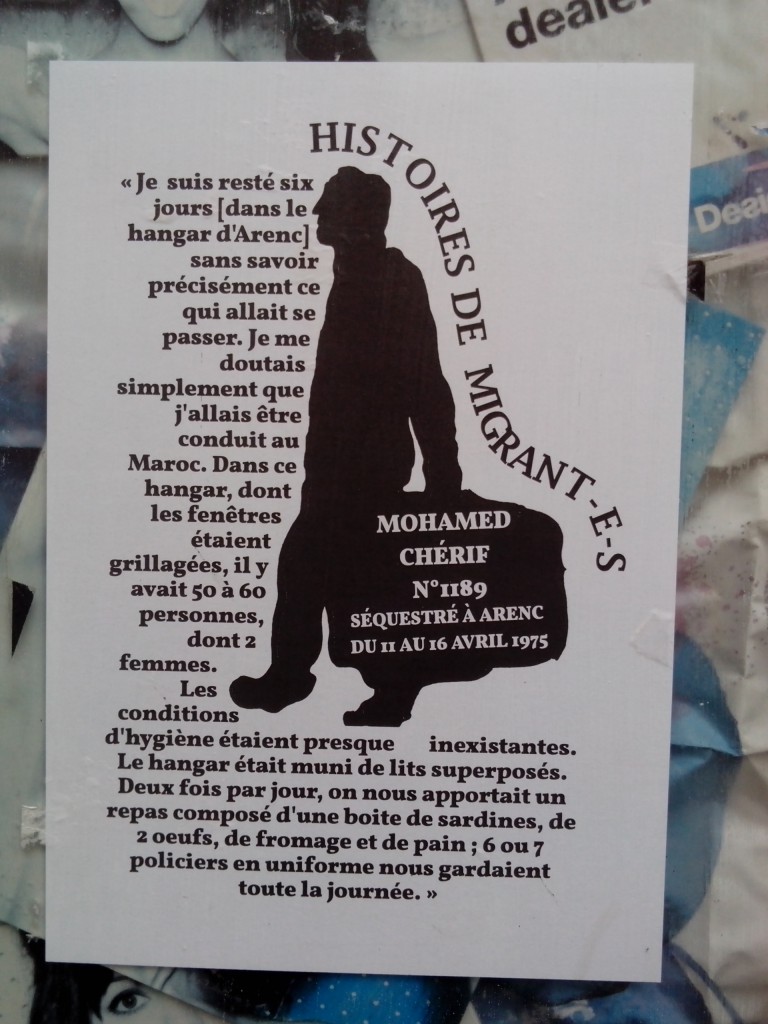 dealer
Deal
HISTOIRES DE MIGRANT-E-S
« Je suis resté six
jours [dans le
hangar d'Arenc]
sans savoir
précisément ce
qui allait se
passer. Je me
doutais
simplement que
j'allais être
conduit au
Maroc. Dans ce
hangar, dont
les fenêtres
étaient
grillagées, il y
avait 50 à 60
personnes,
dont 2
femmes.
Les
conditions
d'hygiène étaient presque inexistantes.
Le hangar était muni de lits superposés.
Deux fois par jour, on nous apportait un
repas composé d'une boite de sardines, de
2 oeufs, de fromage et de pain ; 6 ou 7
policiers en uniforme nous gardaient
toute la journée. »
MOHAMED
CHÉRIF
N°1189
SÉQUESTRÉ À ARENC
DU 11 AU 16 AVRIL 1975